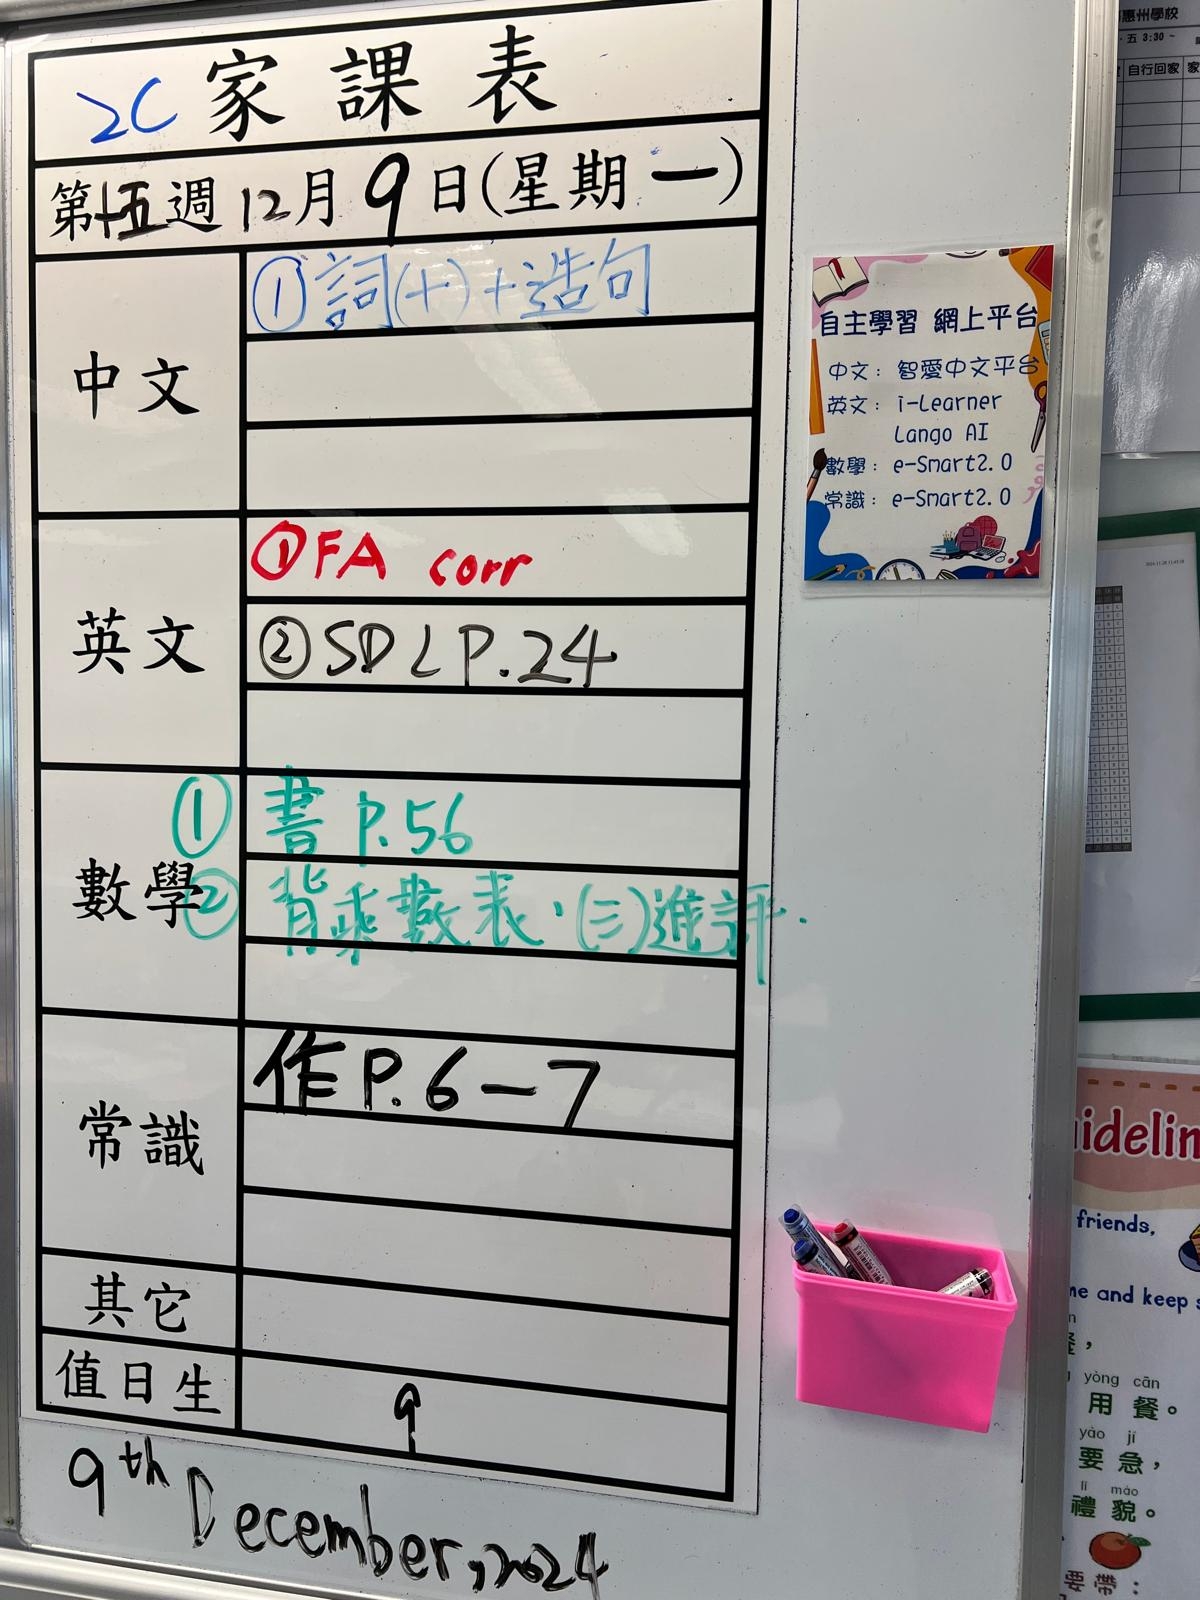 2C 家課表
第十五週 12月9日(星期一)
中文
①詞(十)+造句
英文
①FA corr
②SDL P.24
數學
① 書 P.56
② 背乘數表.(三)進評.
常識
作P.6-7
其它
值日生
9
9th December, 2024
自主學習 網上平台
中文: 智愛中文平台
英文: i-Learner
Lango AI
數學: e-Smart2.0
常識: e-Smart2.0
惠州學校
五 3:30~
自行回家 家
friends,
me and keep
yòng cān
用餐。
yào jí
要急,
lǐ mào
禮貌。
要帶: